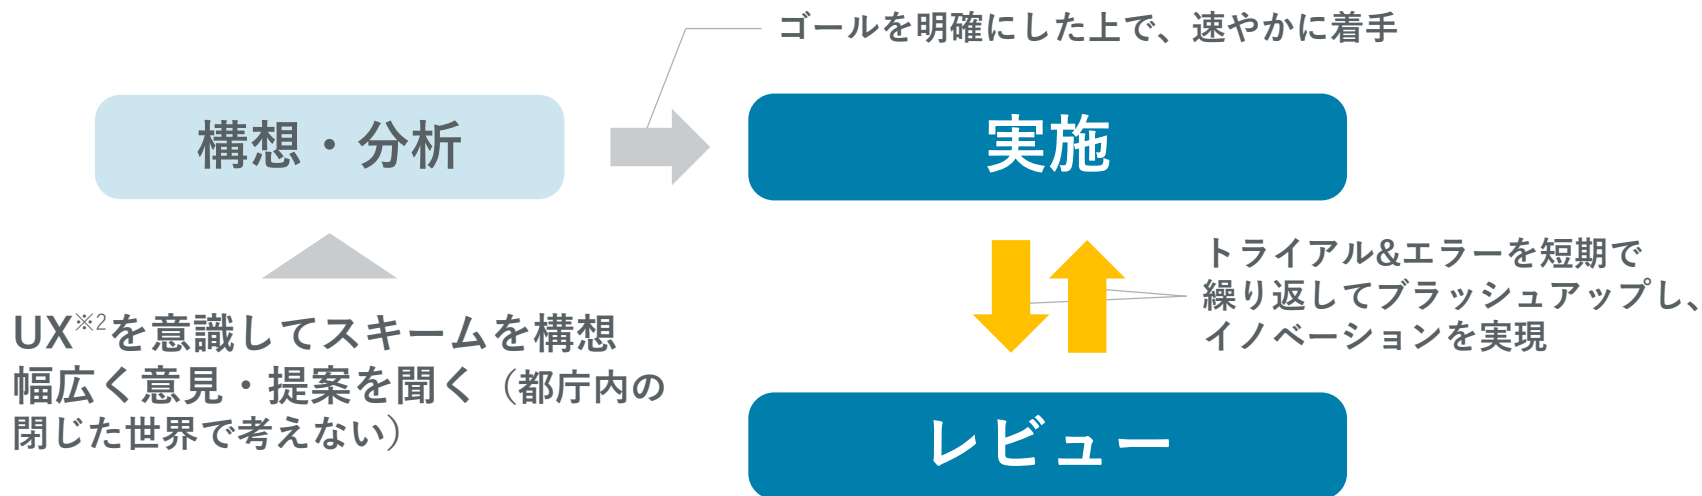 ゴールを明確にした上で、速やかに着手
構想・分析
実施
トライアル&エラーを短期で
繰り返してブラッシュアップし、
イノベーションを実現
UX※2を意識してスキームを構想
幅広く意見・提案を聞く（都庁内の
閉じた世界で考えない）
レビュー